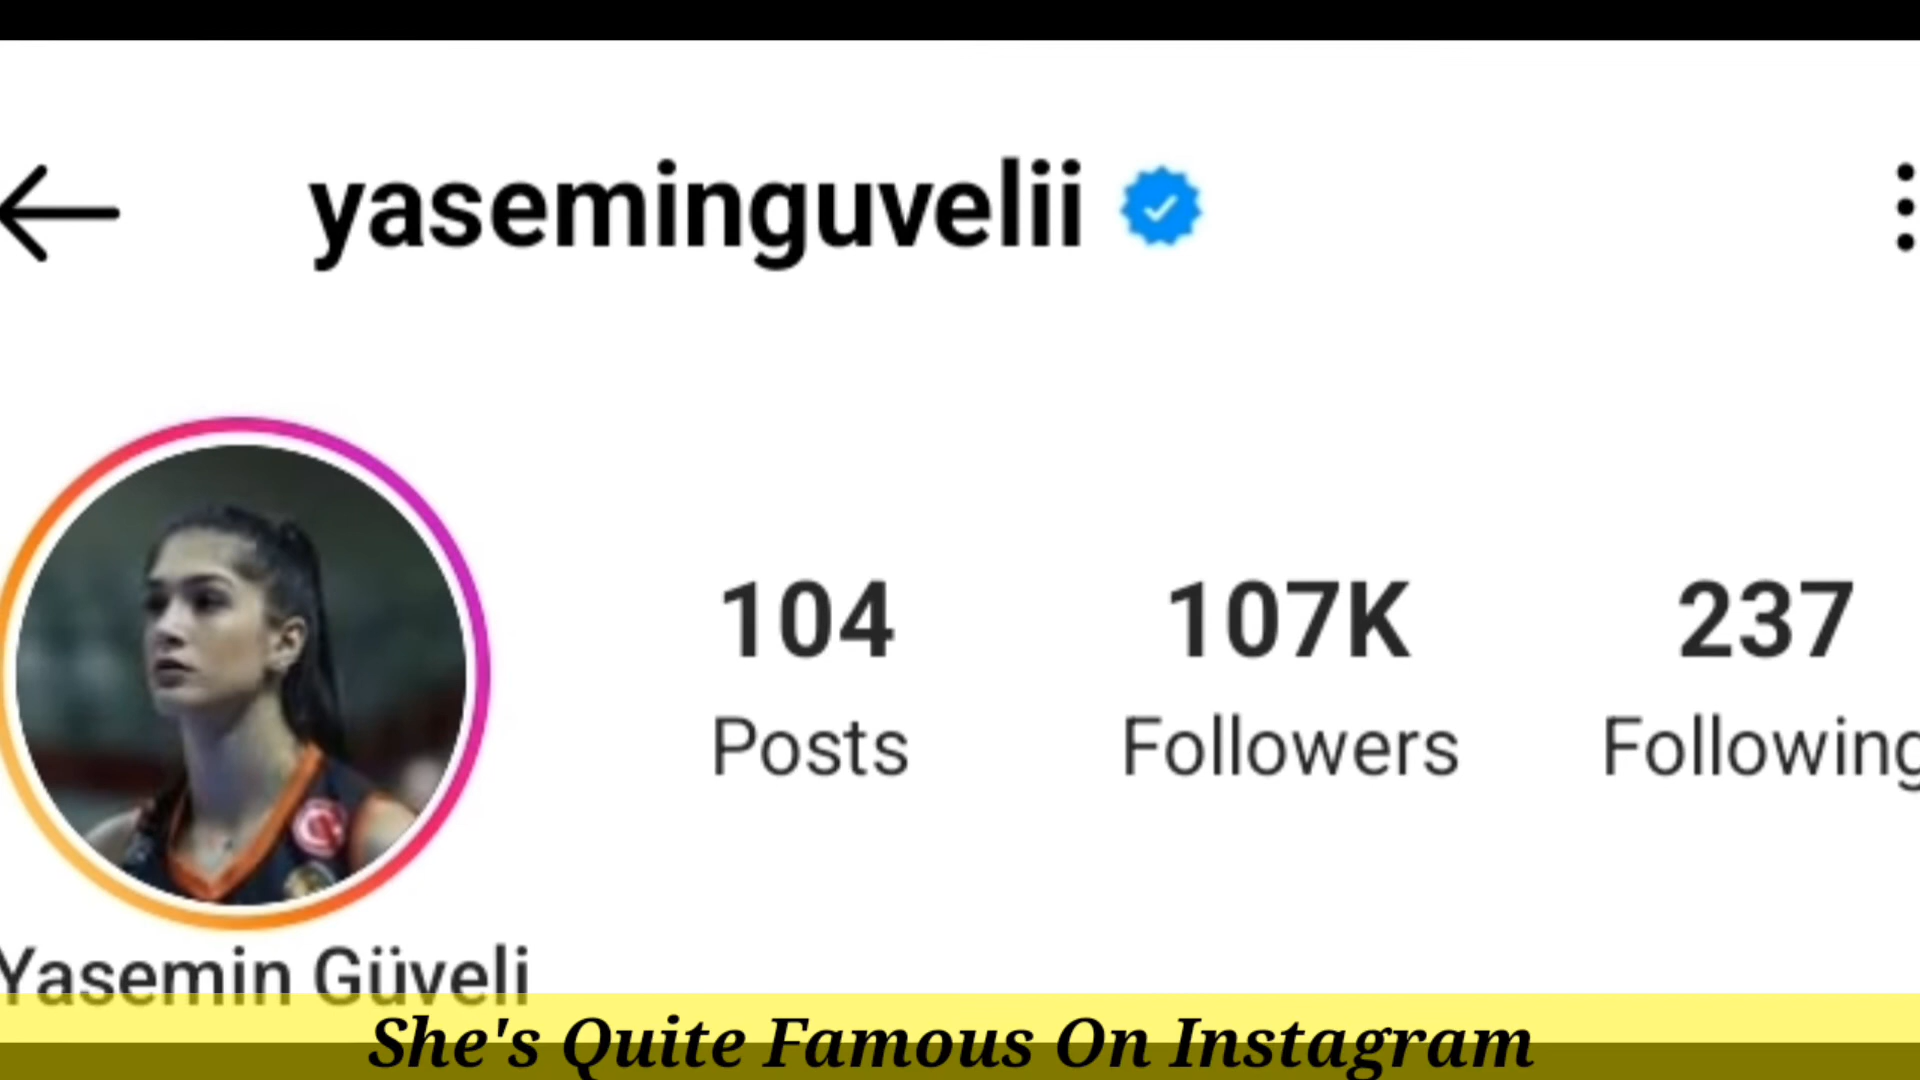 yaseminguvelii
104 107K 237
Posts Followers Following
Yasemin Güveli
She's Quite Famous On Instagram